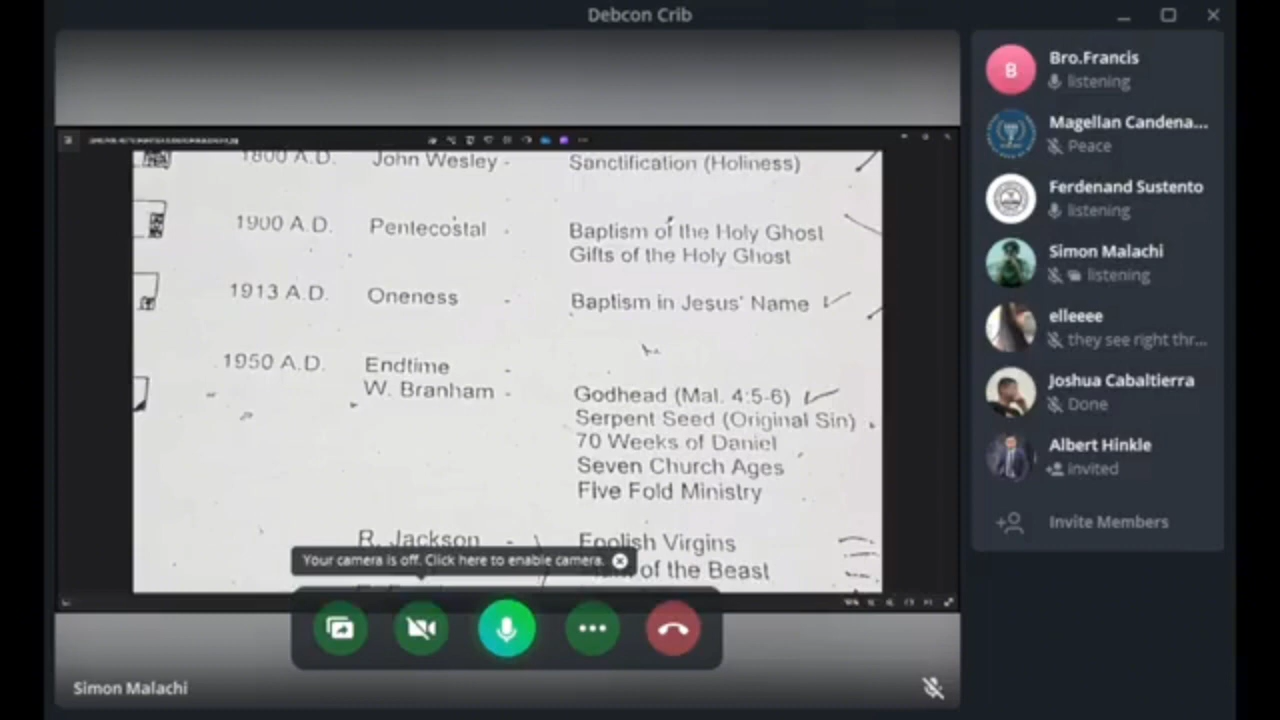 Debcon Crib
1800 A.D. John Wesley - Sanctification (Holiness)
1900 A.D. Pentecostal - Baptism of the Holy Ghost
Gifts of the Holy Ghost
1913 A.D. Oneness - Baptism in Jesus' Name
1950 A.D. Endtime -
W. Branham - Godhead (Mal. 4:5-6)
Serpent Seed (Original Sin)
70 Weeks of Daniel
Seven Church Ages
Five Fold Ministry
R. Jackson - Foolish Virgins
of the Beast
Your camera is off. Click here to enable camera.
Simon Malachi
B
Bro.Francis
listening
Magellan Candena...
Peace
Ferdenand Sustento
listening
Simon Malachi
listening
elleeee
they see right thr...
Joshua Cabaltierra
Done
Albert Hinkle
invited
Invite Members